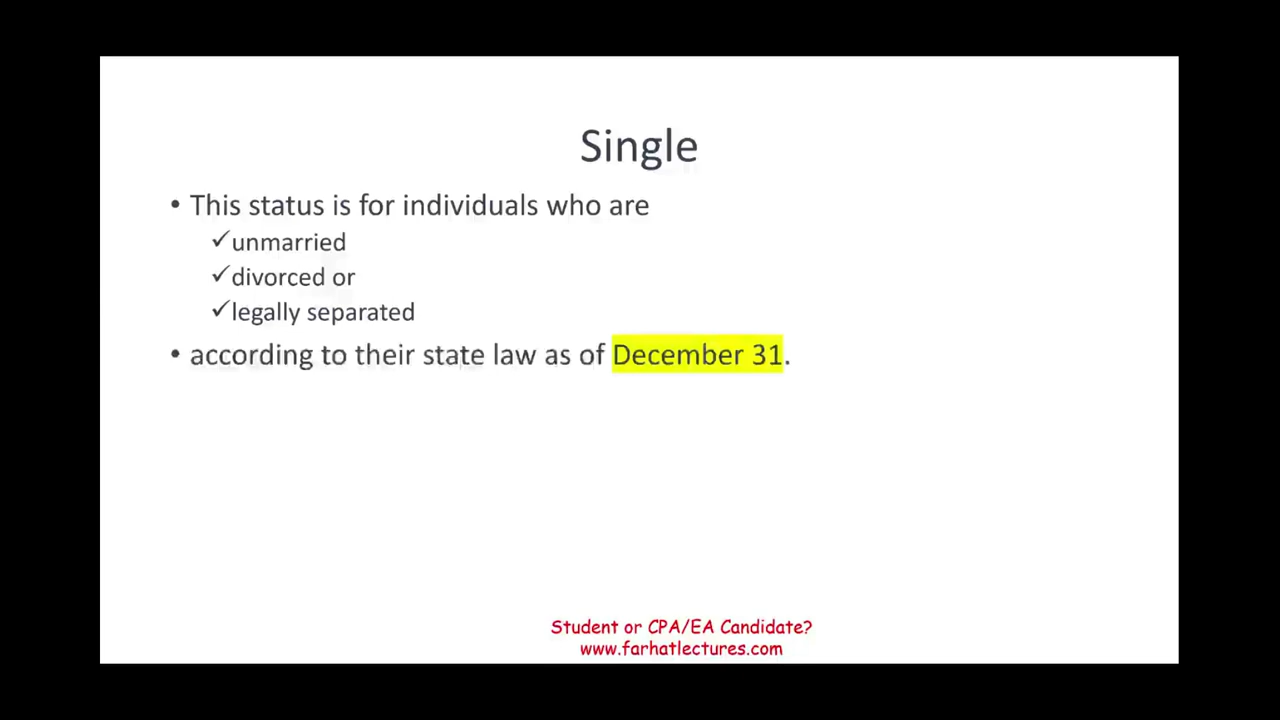 Single
• This status is for individuals who are
✓unmarried
✓divorced or
✓legally separated
• according to their state law as of December 31.
Student or CPA/EA Candidate?
www.farhatlectures.com